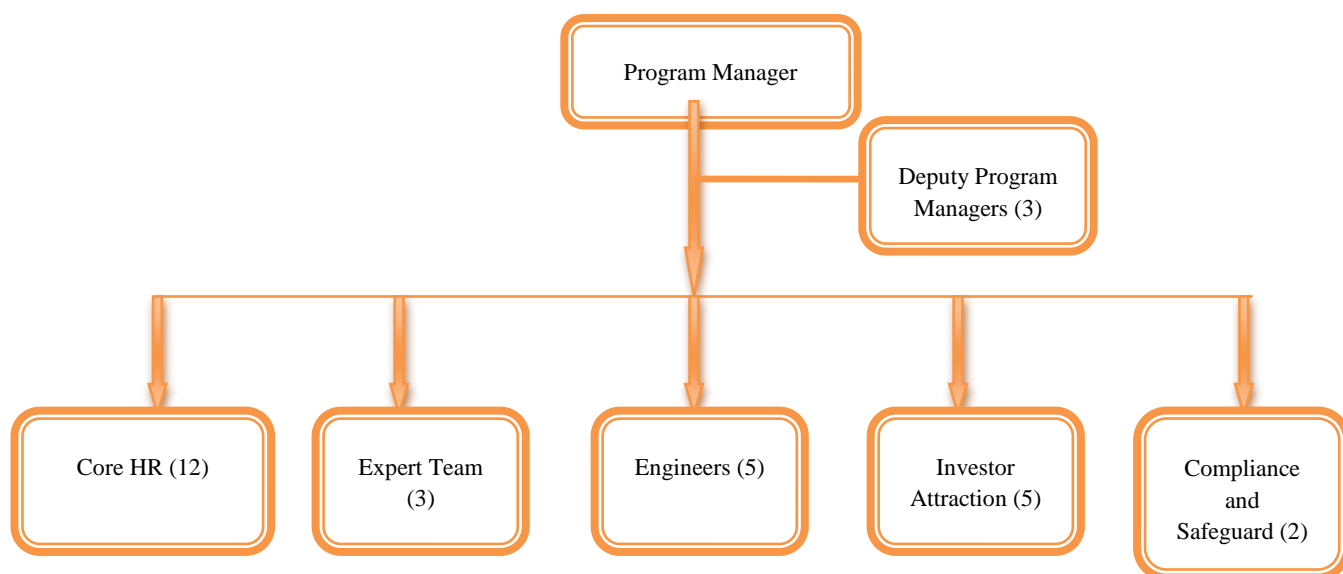 Program Manager
Deputy Program
Managers (3)
Core HR (12)
Expert Team
(3)
Engineers (5)
Investor
Attraction (5)
Compliance
and
Safeguard (2)